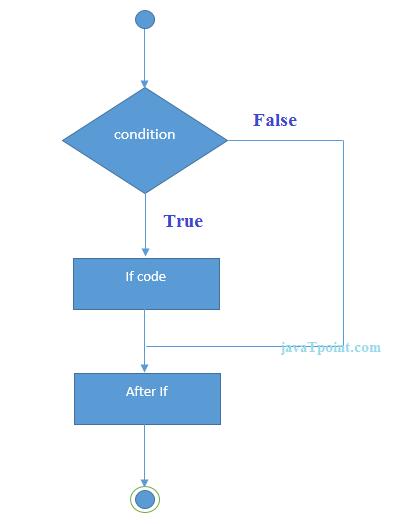 condition
False
True
If code
javaTpoint.com
After If